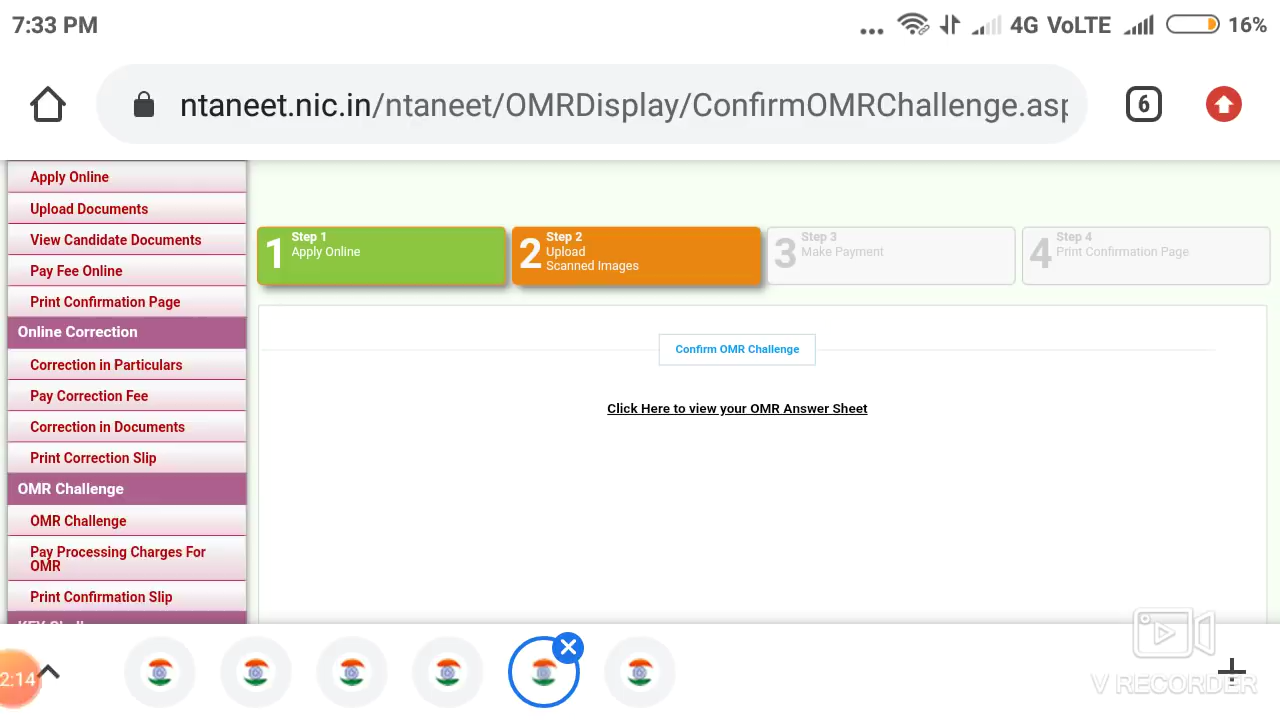 7:33 PM
4G VoLTE 16%
ntaneet.nic.in/ntaneet/OMRDisplay/ConfirmOMRChallenge.asp
6
Apply Online
Upload Documents
View Candidate Documents
Pay Fee Online
Print Confirmation Page
Online Correction
Correction in Particulars
Pay Correction Fee
Correction in Documents
Print Correction Slip
OMR Challenge
OMR Challenge
Pay Processing Charges For
OMR
Print Confirmation Slip
1 Step 1
Apply Online
2 Step 2
Upload
Scanned Images
3 Step 3
Make Payment
4 Step 4
Print Confirmation Page
Confirm OMR Challenge
Click Here to view your OMR Answer Sheet
2:14
V RECORDER